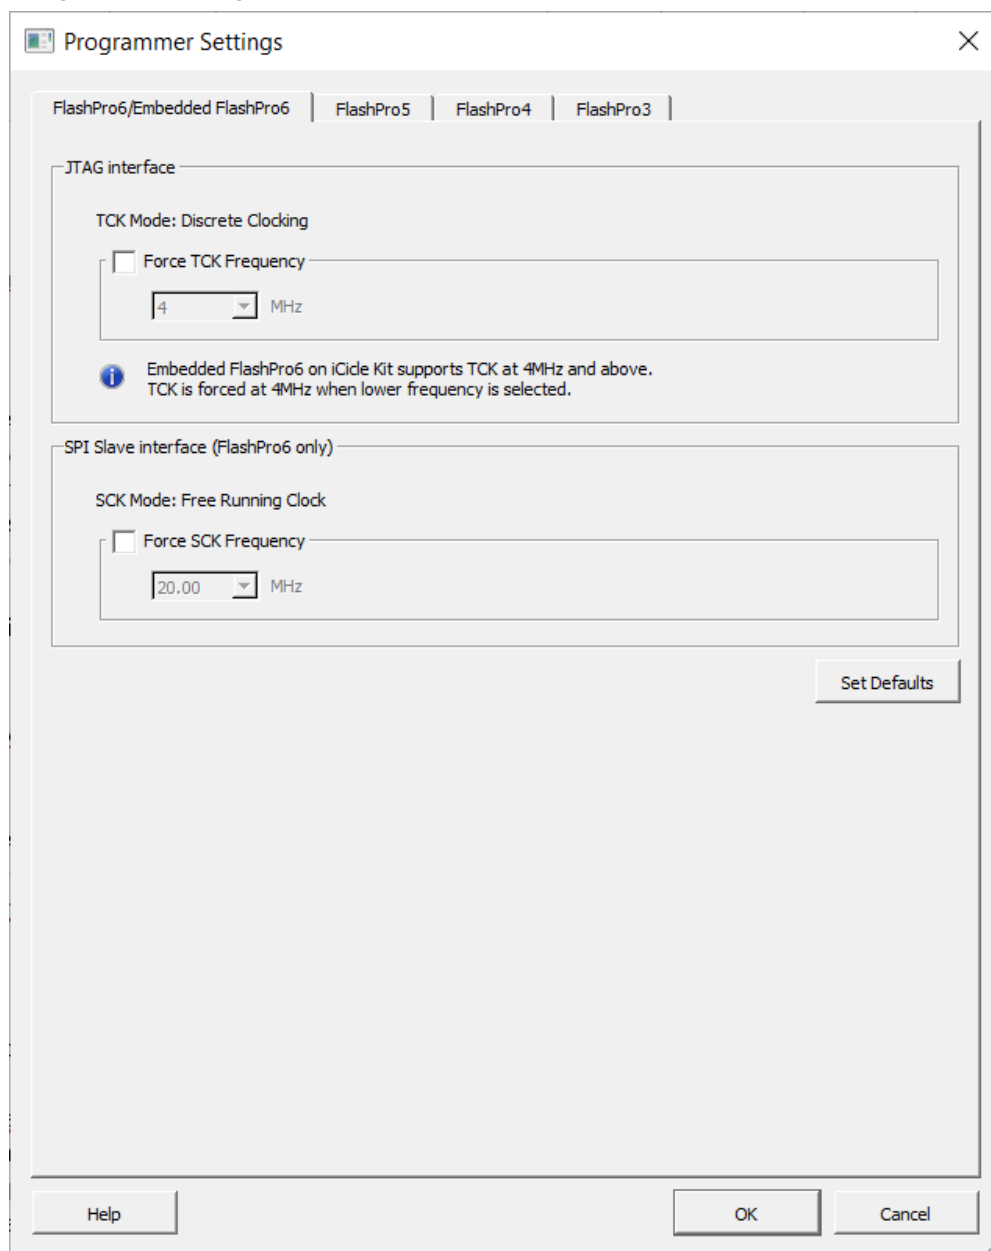 Programmer Settings
FlashPro6/Embedded FlashPro6
FlashPro5
FlashPro4
FlashPro3
JTAG interface
TCK Mode: Discrete Clocking
Force TCK Frequency
4
MHz
Embedded FlashPro6 on iCicle Kit supports TCK at 4MHz and above.
TCK is forced at 4MHz when lower frequency is selected.
SPI Slave interface (FlashPro6 only)
SCK Mode: Free Running Clock
Force SCK Frequency
20.00
MHz
Set Defaults
Help
OK
Cancel